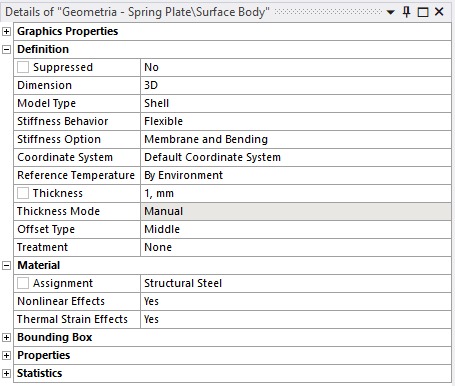 Details of "Geometria - Spring Plate\Surface Body"
Graphics Properties
Definition
Suppressed No
Dimension 3D
Model Type Shell
Stiffness Behavior Flexible
Stiffness Option Membrane and Bending
Coordinate System Default Coordinate System
Reference Temperature By Environment
Thickness 1, mm
Thickness Mode Manual
Offset Type Middle
Treatment None
Material
Assignment Structural Steel
Nonlinear Effects Yes
Thermal Strain Effects Yes
Bounding Box
Properties
Statistics